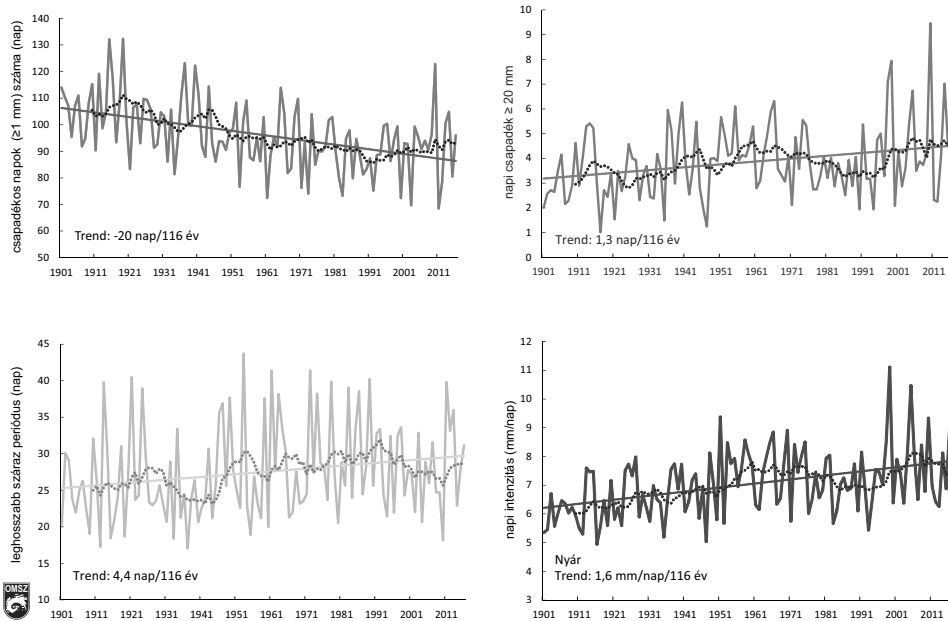 csapadékos napok (≥1 mm) száma (nap)
140
130
120
110
100
90
80
70
60
50
Trend: -20 nap/116 év
1901 1911 1921 1931 1941 1951 1961 1971 1981 1991 2001 2011
napi csapadék ≥ 20 mm
10
9
8
7
6
5
4
3
2
1
0
Trend: 1,3 nap/116 év
1901 1911 1921 1931 1941 1951 1961 1971 1981 1991 2001 2011
leghosszabb száraz periódus (nap)
45
40
35
30
25
20
15
10
Trend: 4,4 nap/116 év
1901 1911 1921 1931 1941 1951 1961 1971 1981 1991 2001 2011
OMSZ
napi intenzitás (mm/nap)
12
11
10
9
8
7
6
5
4
3
Nyár
Trend: 1,6 mm/nap/116 év
1901 1911 1921 1931 1941 1951 1961 1971 1981 1991 2001 2011